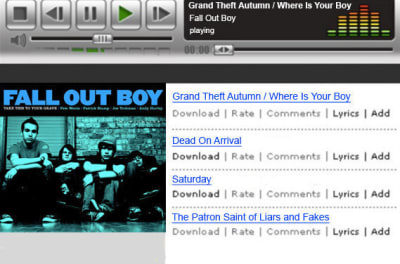 Grand Theft Autumn / Where Is Your Boy
Fall Out Boy
playing
00:00
FALL OUT BOY
TAKE THIS TO YOUR GRAVE
Grand Theft Autumn / Where Is Your Boy
Download | Rate | Comments | Lyrics | Add
Dead On Arrival
Download | Rate | Comments | Lyrics | Add
Saturday
Download | Rate | Comments | Lyrics | Add
The Patron Saint of Liars and Fakes
Download | Rate | Comments | Lyrics | Add